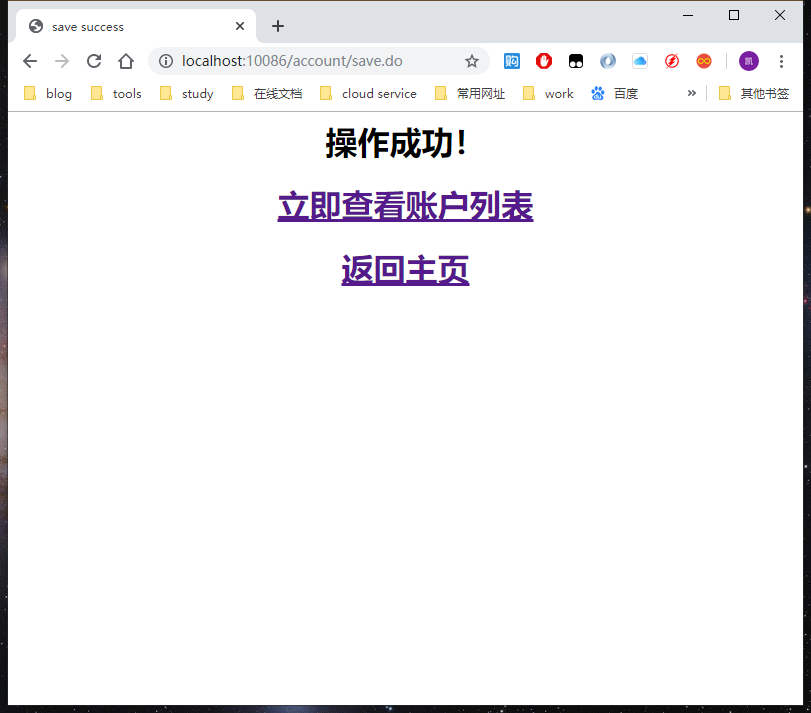 save success
localhost:10086/account/save.do
购
凯
blog
tools
study
在线文档
cloud service
常用网址
work
百度
»
其他书签
操作成功！
立即查看账户列表
返回主页